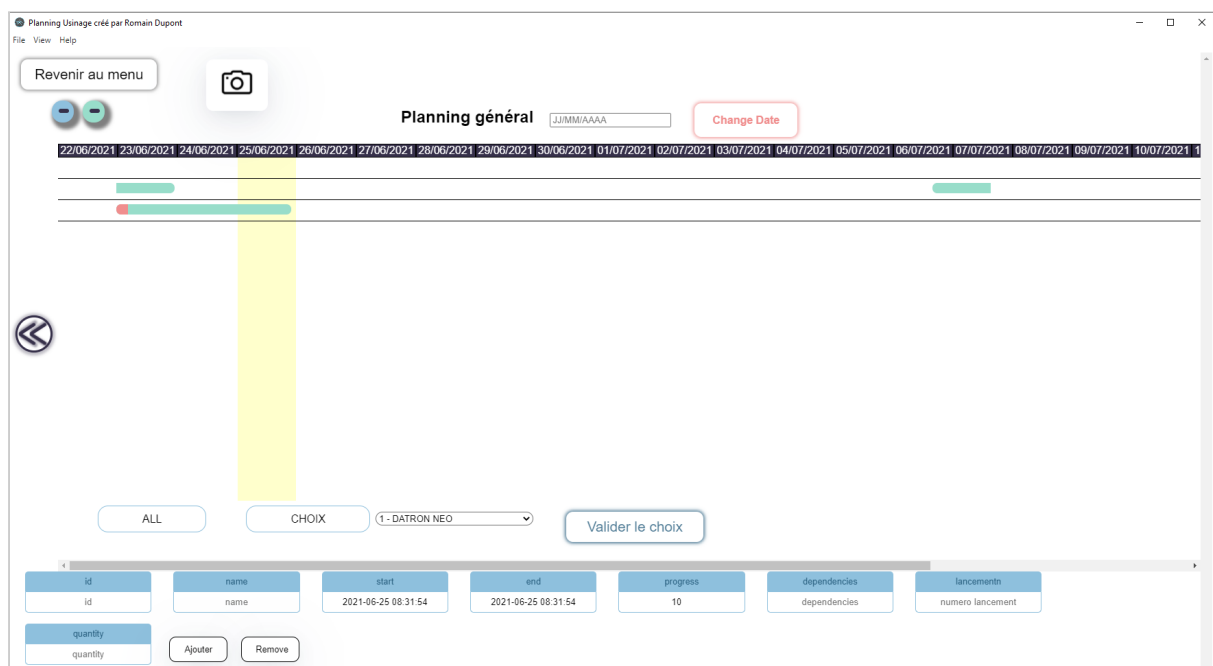 Planning Usinage créé par Romain Dupont
File View Help
Revenir au menu
Planning général JJ/MM/AAAA Change Date
22/06/2021 23/06/2021 24/06/2021 25/06/2021 26/06/2021 27/06/2021 28/06/2021 29/06/2021 30/06/2021 01/07/2021 02/07/2021 03/07/2021 04/07/2021 05/07/2021 06/07/2021 07/07/2021 08/07/2021 09/07/2021 10/07/2021 1
ALL CHOIX 1 - DATRON NEO Valider le choix
id name start end progress dependencies lancementn
id name 2021-06-25 08:31:54 2021-06-25 08:31:54 10 dependencies numero lancement
quantity
quantity Ajouter Remove